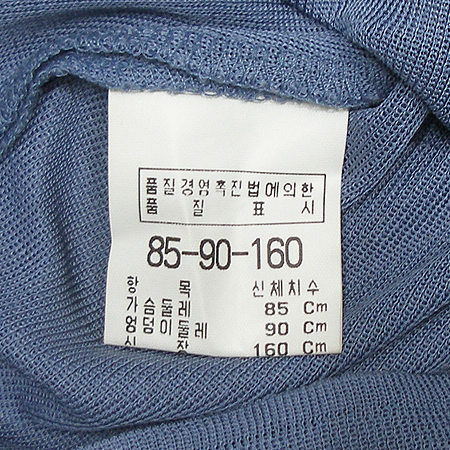 품질경영촉진법에의한
품 질 표 시
85-90-160
항 목 신체치수
가슴둘레 85 Cm
엉덩이둘레 90 Cm
신 장 160 Cm